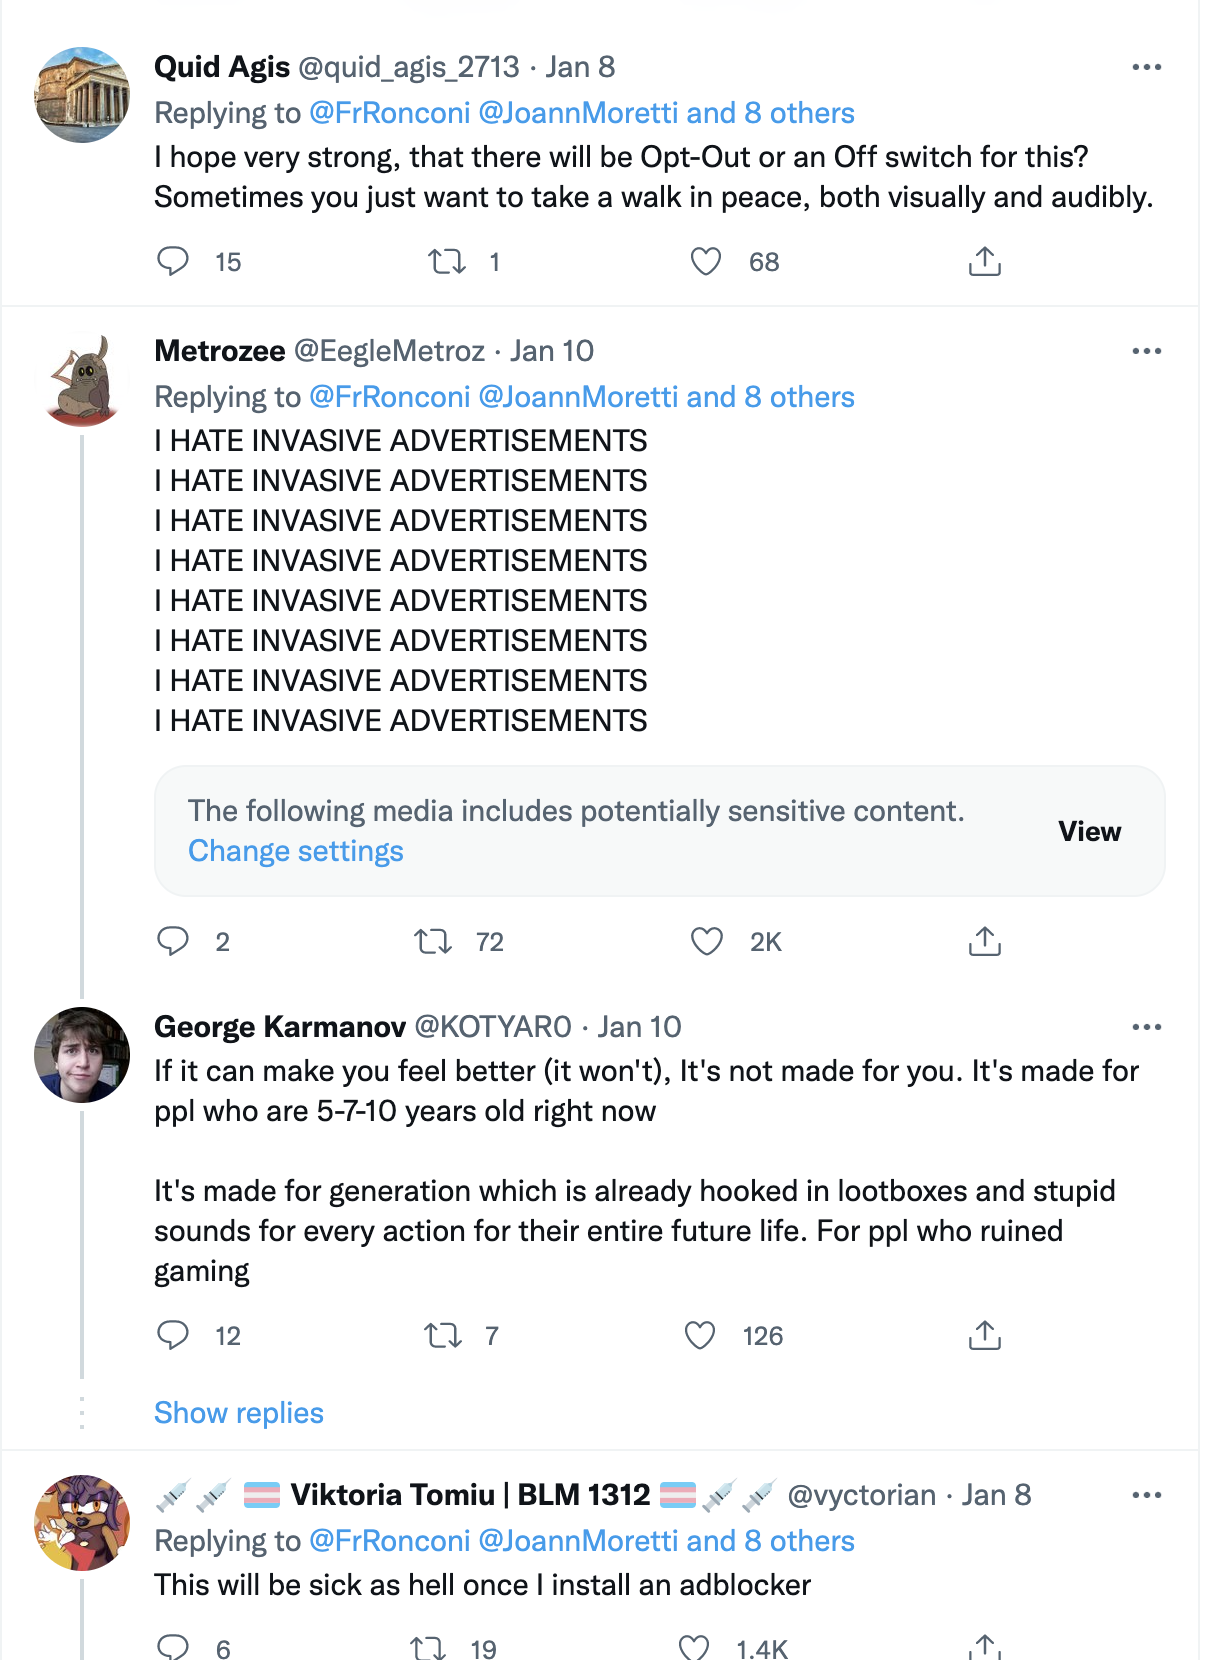 Quid Agis @quid_agis_2713 · Jan 8
Replying to @FrRonconi @JoannMoretti and 8 others
I hope very strong, that there will be Opt-Out or an Off switch for this?
Sometimes you just want to take a walk in peace, both visually and audibly.
15 1 68
Metrozee @EegleMetroz · Jan 10
Replying to @FrRonconi @JoannMoretti and 8 others
I HATE INVASIVE ADVERTISEMENTS
I HATE INVASIVE ADVERTISEMENTS
I HATE INVASIVE ADVERTISEMENTS
I HATE INVASIVE ADVERTISEMENTS
I HATE INVASIVE ADVERTISEMENTS
I HATE INVASIVE ADVERTISEMENTS
I HATE INVASIVE ADVERTISEMENTS
I HATE INVASIVE ADVERTISEMENTS
The following media includes potentially sensitive content.
Change settings
View
2 72 2K
George Karmanov @KOTYARO · Jan 10
If it can make you feel better (it won't), It's not made for you. It's made for
ppl who are 5-7-10 years old right now
It's made for generation which is already hooked in lootboxes and stupid
sounds for every action for their entire future life. For ppl who ruined
gaming
12 7 126
Show replies
💉💉 🏳️‍⚧️ Viktoria Tomiu | BLM 1312 🏳️‍⚧️💉💉 @vyctorian · Jan 8
Replying to @FrRonconi @JoannMoretti and 8 others
This will be sick as hell once I install an adblocker
6 19 1.4K